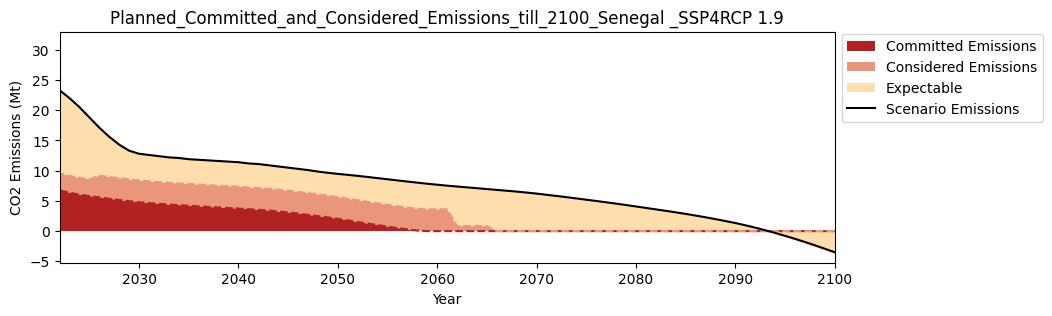 Planned_Committed_and_Considered_Emissions_till_2100_Senegal _SSP4RCP 1.9
CO2 Emissions (Mt)
30
25
20
15
10
5
0
−5
2030
2040
2050
2060
2070
2080
2090
2100
Year
Committed Emissions
Considered Emissions
Expectable
Scenario Emissions